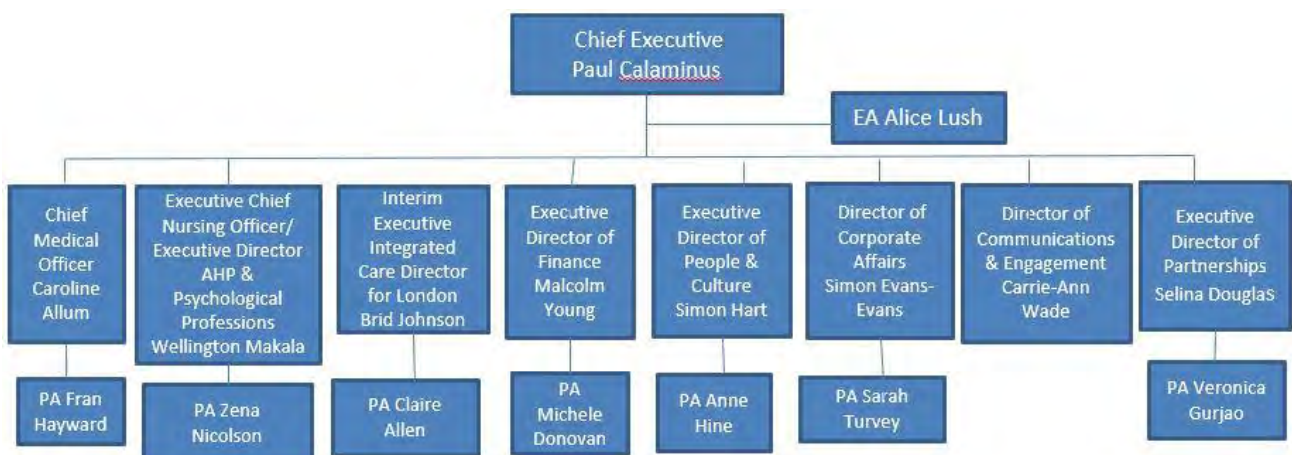 Chief Executive
Paul Calaminus
EA Alice Lush
Chief
Medical
Officer
Caroline
Allum
Executive Chief
Nursing Officer/
Executive Director
AHP &
Psychological
Professions
Wellington Makala
Interim
Executive
Integrated
Care Director
for London
Brid Johnson
Executive
Director of
Finance
Malcolm
Young
Executive
Director of
People &
Culture
Simon Hart
Director of
Corporate
Affairs
Simon Evans-
Evans
Director of
Communications
& Engagement
Carrie-Ann
Wade
Executive
Director of
Partnerships
Selina Douglas
PA Fran
Hayward
PA Zena
Nicolson
PA Claire
Allen
PA
Michele
Donovan
PA Anne
Hine
PA Sarah
Turvey
PA Veronica
Gurjao